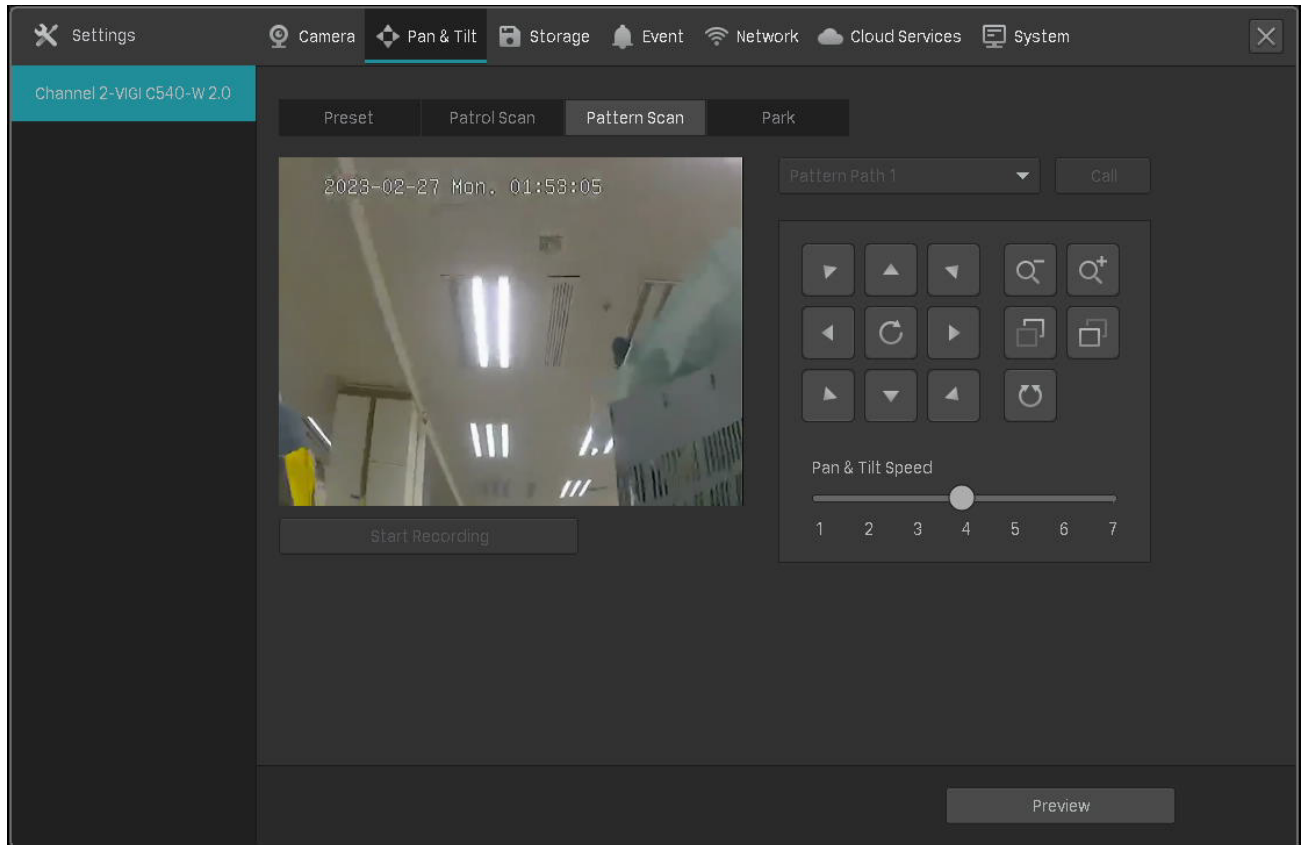 Settings
Camera Pan & Tilt Storage Event Network Cloud Services System
Channel 2-VIGI C540-W 2.0
Preset Patrol Scan Pattern Scan Park
2023-02-27 Mon. 01:53:05
Pattern Path 1 Call
Pan & Tilt Speed
1 2 3 4 5 6 7
Start Recording
Preview